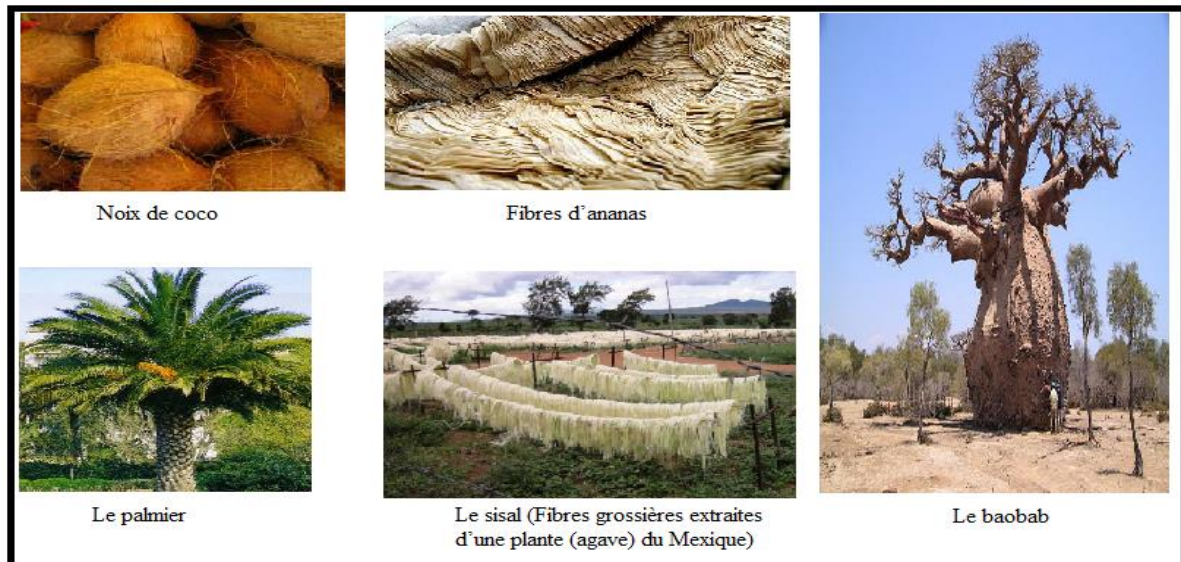 Noix de coco
Fibres d'ananas
Le palmier
Le sisal (Fibres grossières extraites
d'une plante (agave) du Mexique)
Le baobab